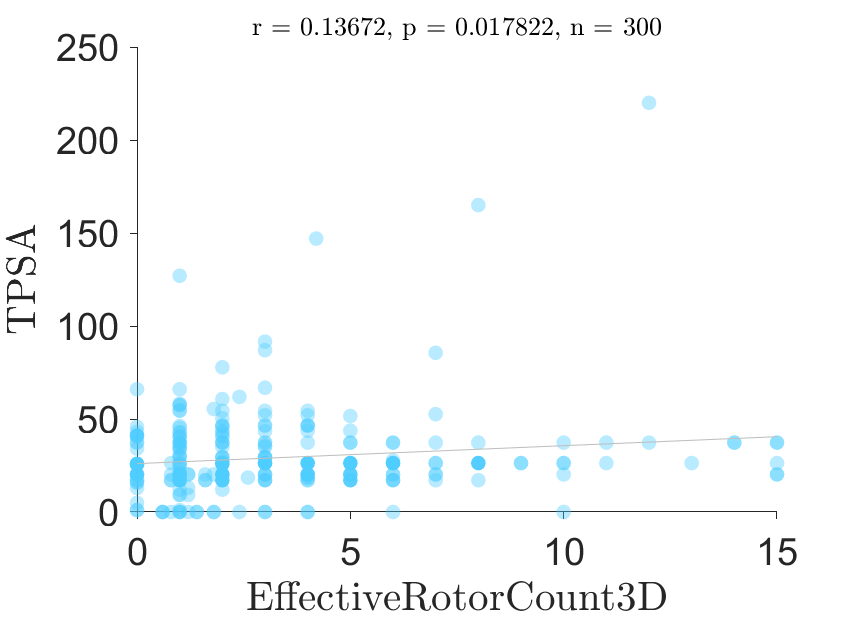 r = 0.13672, p = 0.017822, n = 300
250
200
150
100
50
0
TPSA
0 5 10 15
EffectiveRotorCount3D